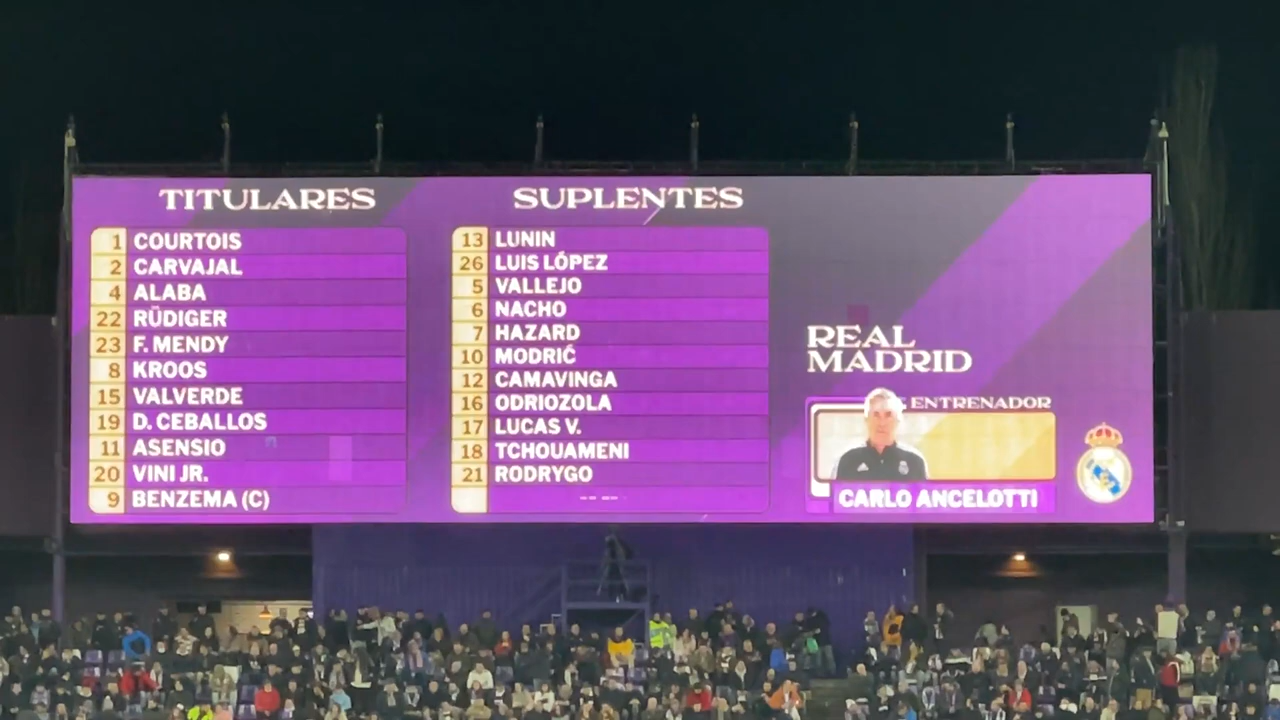 TITULARES
1 COURTOIS
2 CARVAJAL
4 ALABA
22 RÜDIGER
23 F. MENDY
8 KROOS
15 VALVERDE
19 D. CEBALLOS
11 ASENSIO
20 VINI JR.
9 BENZEMA (C)
SUPLENTES
13 LUNIN
26 LUIS LÓPEZ
5 VALLEJO
6 NACHO
7 HAZARD
10 MODRIĆ
12 CAMAVINGA
16 ODRIOZOLA
17 LUCAS V.
18 TCHOUAMENI
21 RODRYGO
-- --
REAL
MADRID
ENTRENADOR
CARLO ANCELOTTI